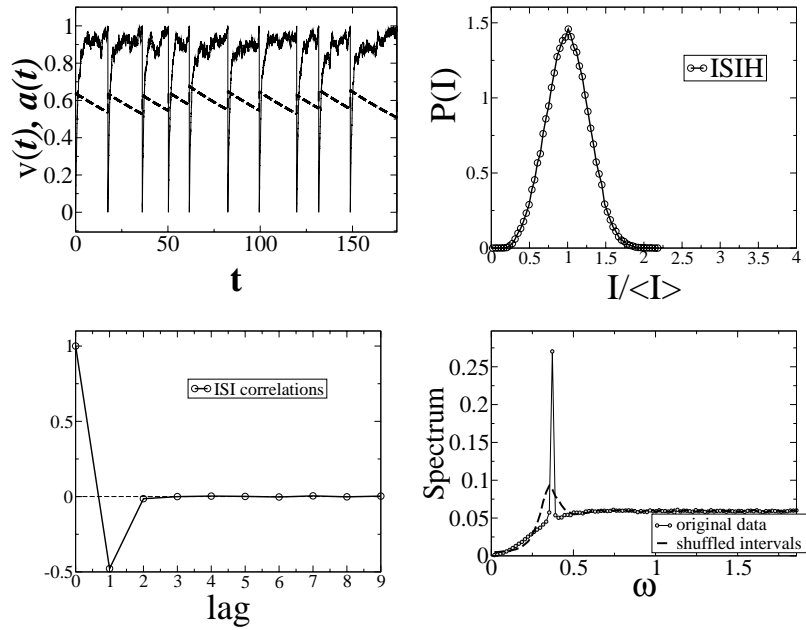 v(t), a(t)
1
0.8
0.6
0.4
0.2
0
0 50 100 150
t
P(I)
1.5
1.0
0.5
0.0
ISIH
0 0.5 1 1.5 2 2.5 3 3.5 4
I/<I>
1
0.5
0
-0.5
ISI correlations
0 1 2 3 4 5 6 7 8 9
lag
Spectrum
0.25
0.2
0.15
0.1
0.05
0
original data
shuffled intervals
0 0.5 1 1.5
ω